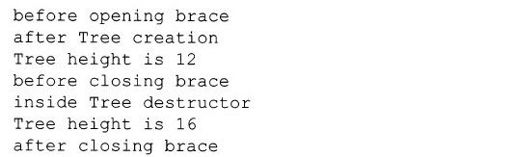 before opening brace
after Tree creation
Tree height is 12
before closing brace
inside Tree destructor
Tree height is 16
after closing brace